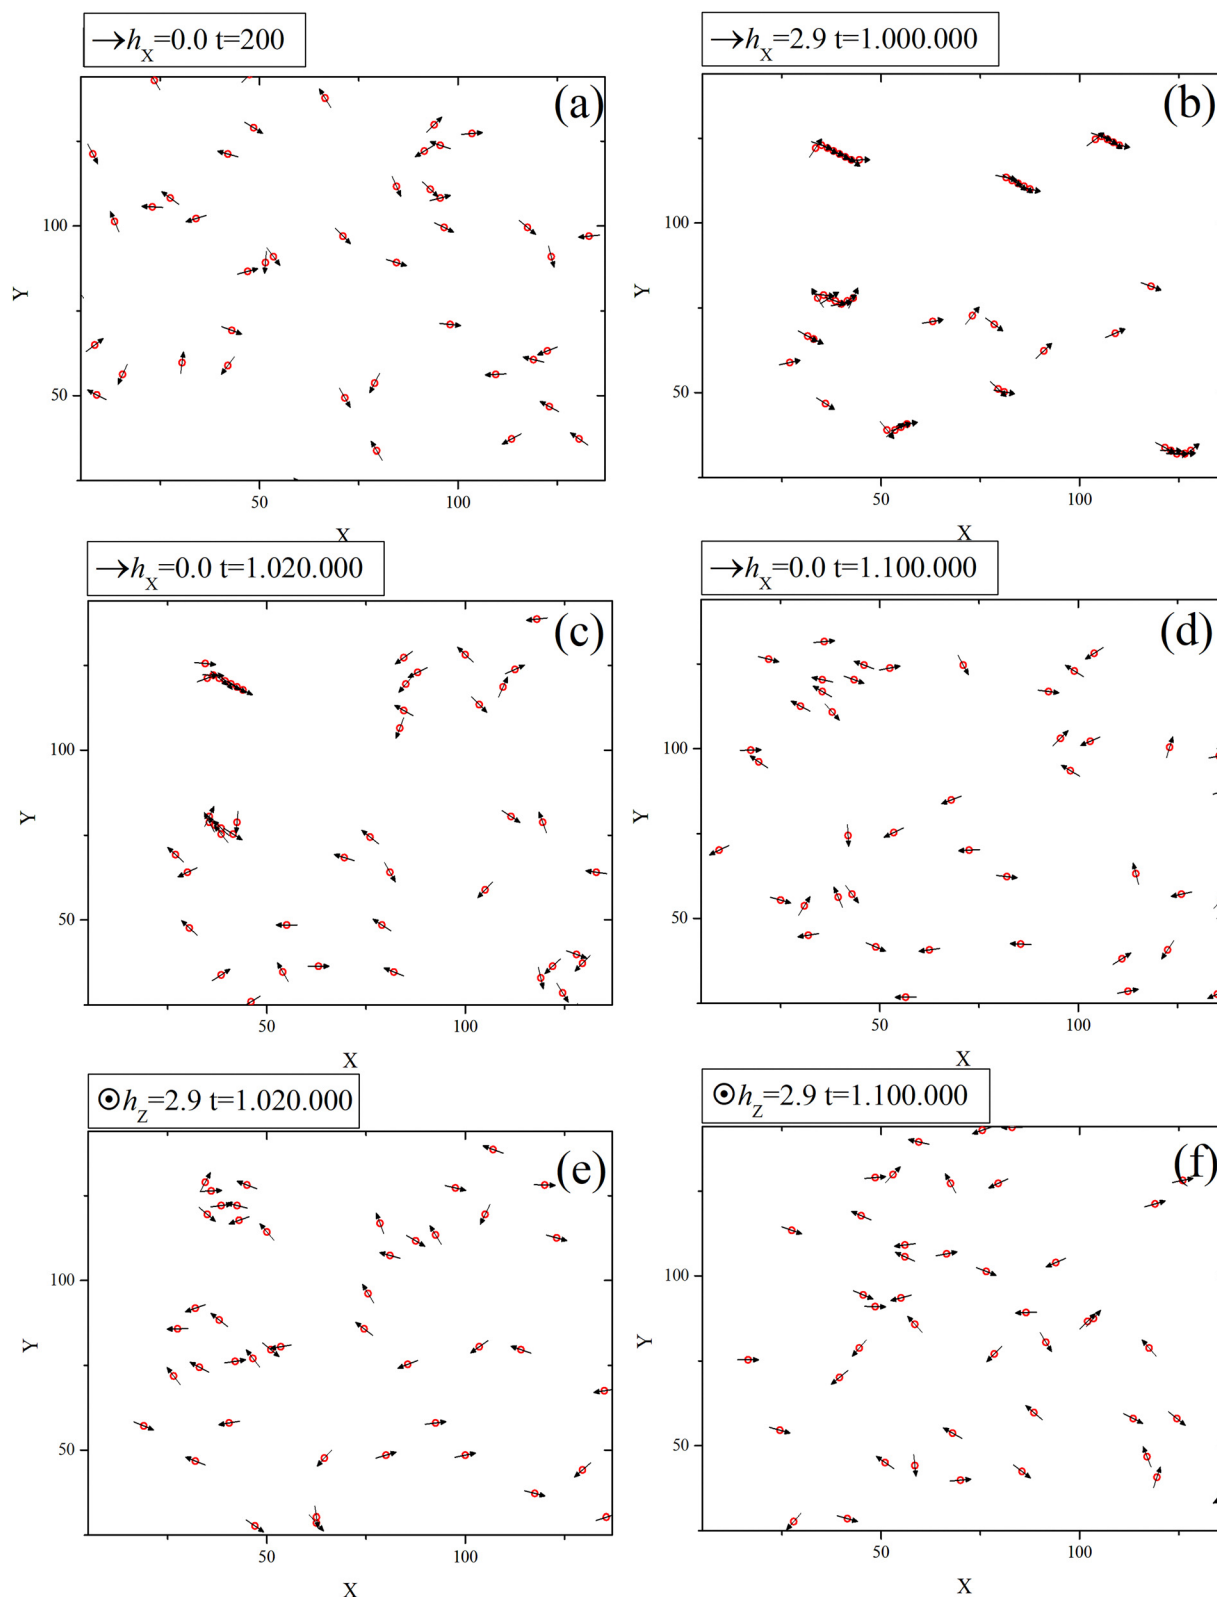 →hX=0.0 t=200
(a)
100
50
Y
50 100
X
→hX=2.9 t=1.000.000
(b)
100
50
Y
50 100
X
→hX=0.0 t=1.020.000
(c)
100
50
Y
50 100
X
→hX=0.0 t=1.100.000
(d)
100
50
Y
50 100
X
⊙hZ=2.9 t=1.020.000
(e)
100
50
Y
50 100
X
⊙hZ=2.9 t=1.100.000
(f)
100
50
Y
50 100
X